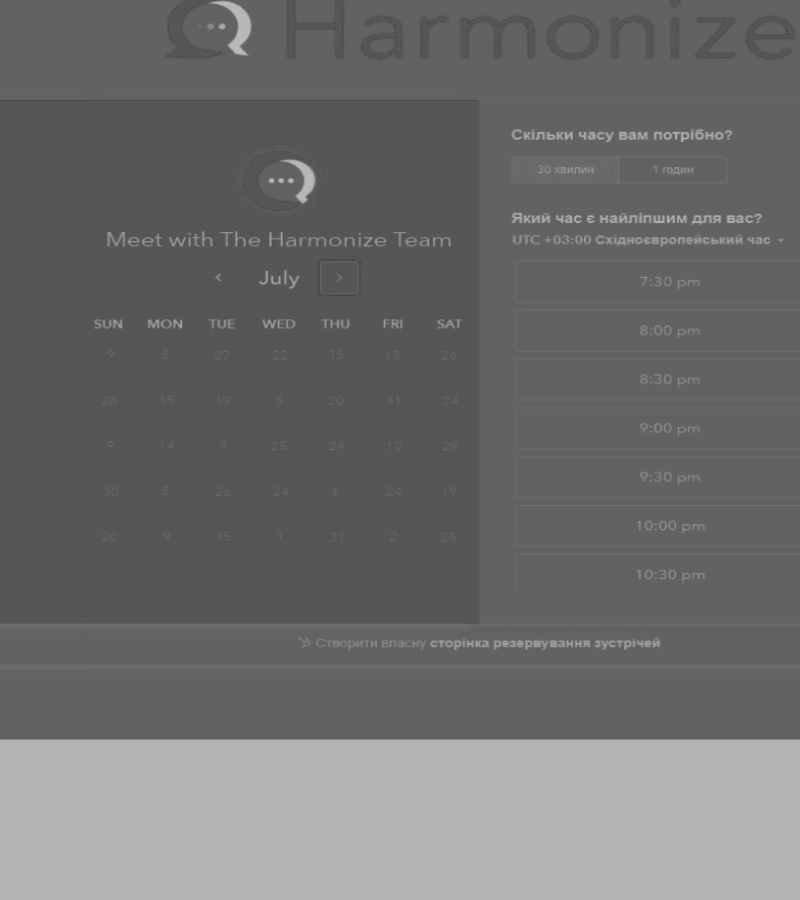 Harmonize
Meet with The Harmonize Team
July
SUN MON TUE WED THU FRI SAT
9 5 27 22 15 18 26
28 15 19 5 20 31 24
9 14 9 25 29 10 29
30 5 26 24 6 24 19
20 9 15 1 31 2 25
Скільки часу вам потрібно?
30 хвилин 1 годин
Який час є найліпшим для вас?
UTC +03:00 Східноєвропейський час
7:30 pm
8:00 pm
8:30 pm
9:00 pm
9:30 pm
10:00 pm
10:30 pm
Створити власну сторінка резервування зустрічей